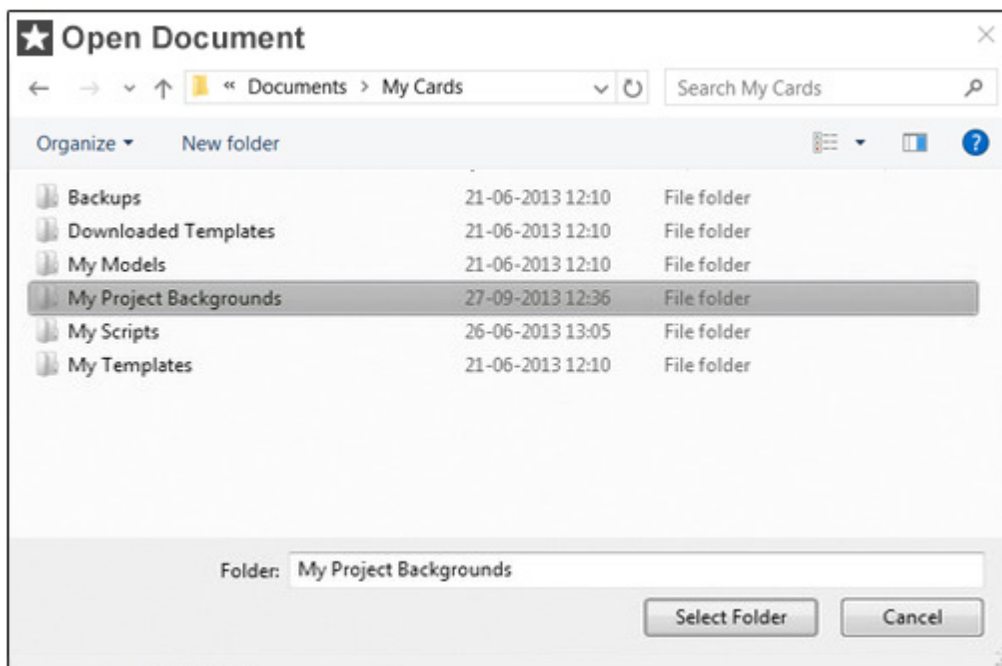 Open Document
« Documents > My Cards
Search My Cards
Organize
New folder
Backups 21-06-2013 12:10 File folder
Downloaded Templates 21-06-2013 12:10 File folder
My Models 21-06-2013 12:10 File folder
My Project Backgrounds 27-09-2013 12:36 File folder
My Scripts 26-06-2013 13:05 File folder
My Templates 21-06-2013 12:10 File folder
Folder: My Project Backgrounds
Select Folder
Cancel